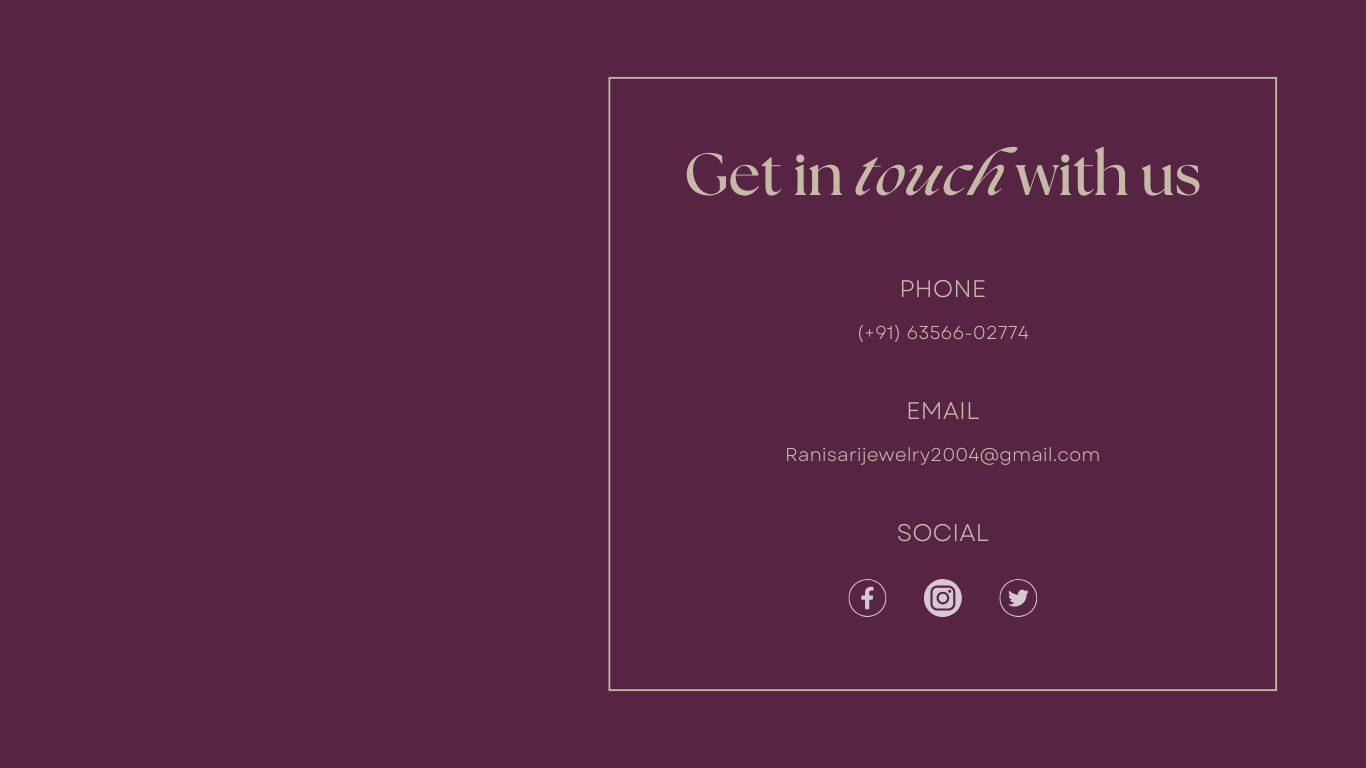 Get in touch with us
PHONE
(+91) 63566-02774
EMAIL
Ranisarijewelry2004@gmail.com
SOCIAL